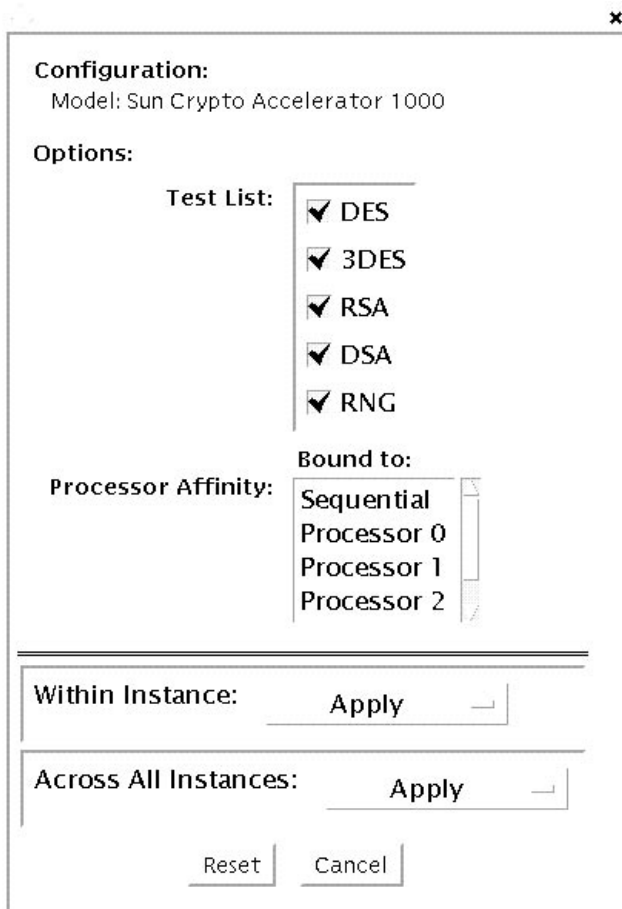 Configuration:
Model: Sun Crypto Accelerator 1000
Options:
Test List:
DES
3DES
RSA
DSA
RNG
Bound to:
Processor Affinity:
Sequential
Processor 0
Processor 1
Processor 2
Within Instance: Apply
Across All Instances: Apply
Reset Cancel